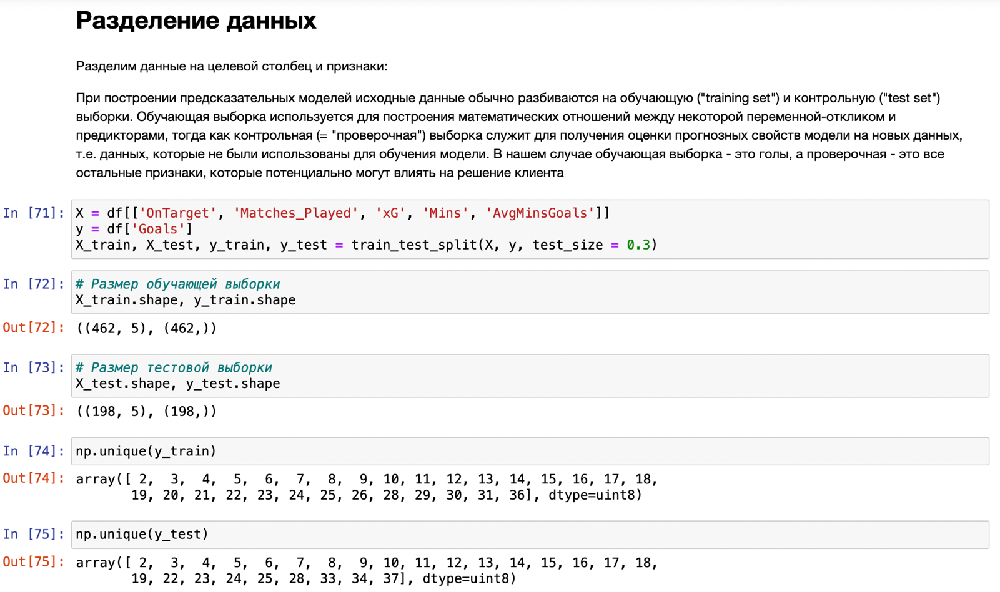 Разделение данных
Разделим данные на целевой столбец и признаки:
При построении предсказательных моделей исходные данные обычно разбиваются на обучающую ("training set") и контрольную ("test set")
выборки. Обучающая выборка используется для построения математических отношений между некоторой переменной-откликом и
предикторами, тогда как контрольная (= "проверочная") выборка служит для получения оценки прогнозных свойств модели на новых данных,
т.е. данных, которые не были использованы для обучения модели. В нашем случае обучающая выборка - это голы, а проверочная - это все
остальные признаки, которые потенциально могут влиять на решение клиента
In [71]: X = df[['OnTarget', 'Matches_Played', 'xG', 'Mins', 'AvgMinsGoals']]
y = df['Goals']
X_train, X_test, y_train, y_test = train_test_split(X, y, test_size = 0.3)
In [72]: # Размер обучающей выборки
X_train.shape, y_train.shape
Out[72]: ((462, 5), (462,))
In [73]: # Размер тестовой выборки
X_test.shape, y_test.shape
Out[73]: ((198, 5), (198,))
In [74]: np.unique(y_train)
Out[74]: array([ 2,  3,  4,  5,  6,  7,  8,  9, 10, 11, 12, 13, 14, 15, 16, 17, 18,
19, 20, 21, 22, 23, 24, 25, 26, 28, 29, 30, 31, 36], dtype=uint8)
In [75]: np.unique(y_test)
Out[75]: array([ 2,  3,  4,  5,  6,  7,  8,  9, 10, 11, 12, 13, 14, 15, 16, 17, 18,
19, 22, 23, 24, 25, 28, 33, 34, 37], dtype=uint8)